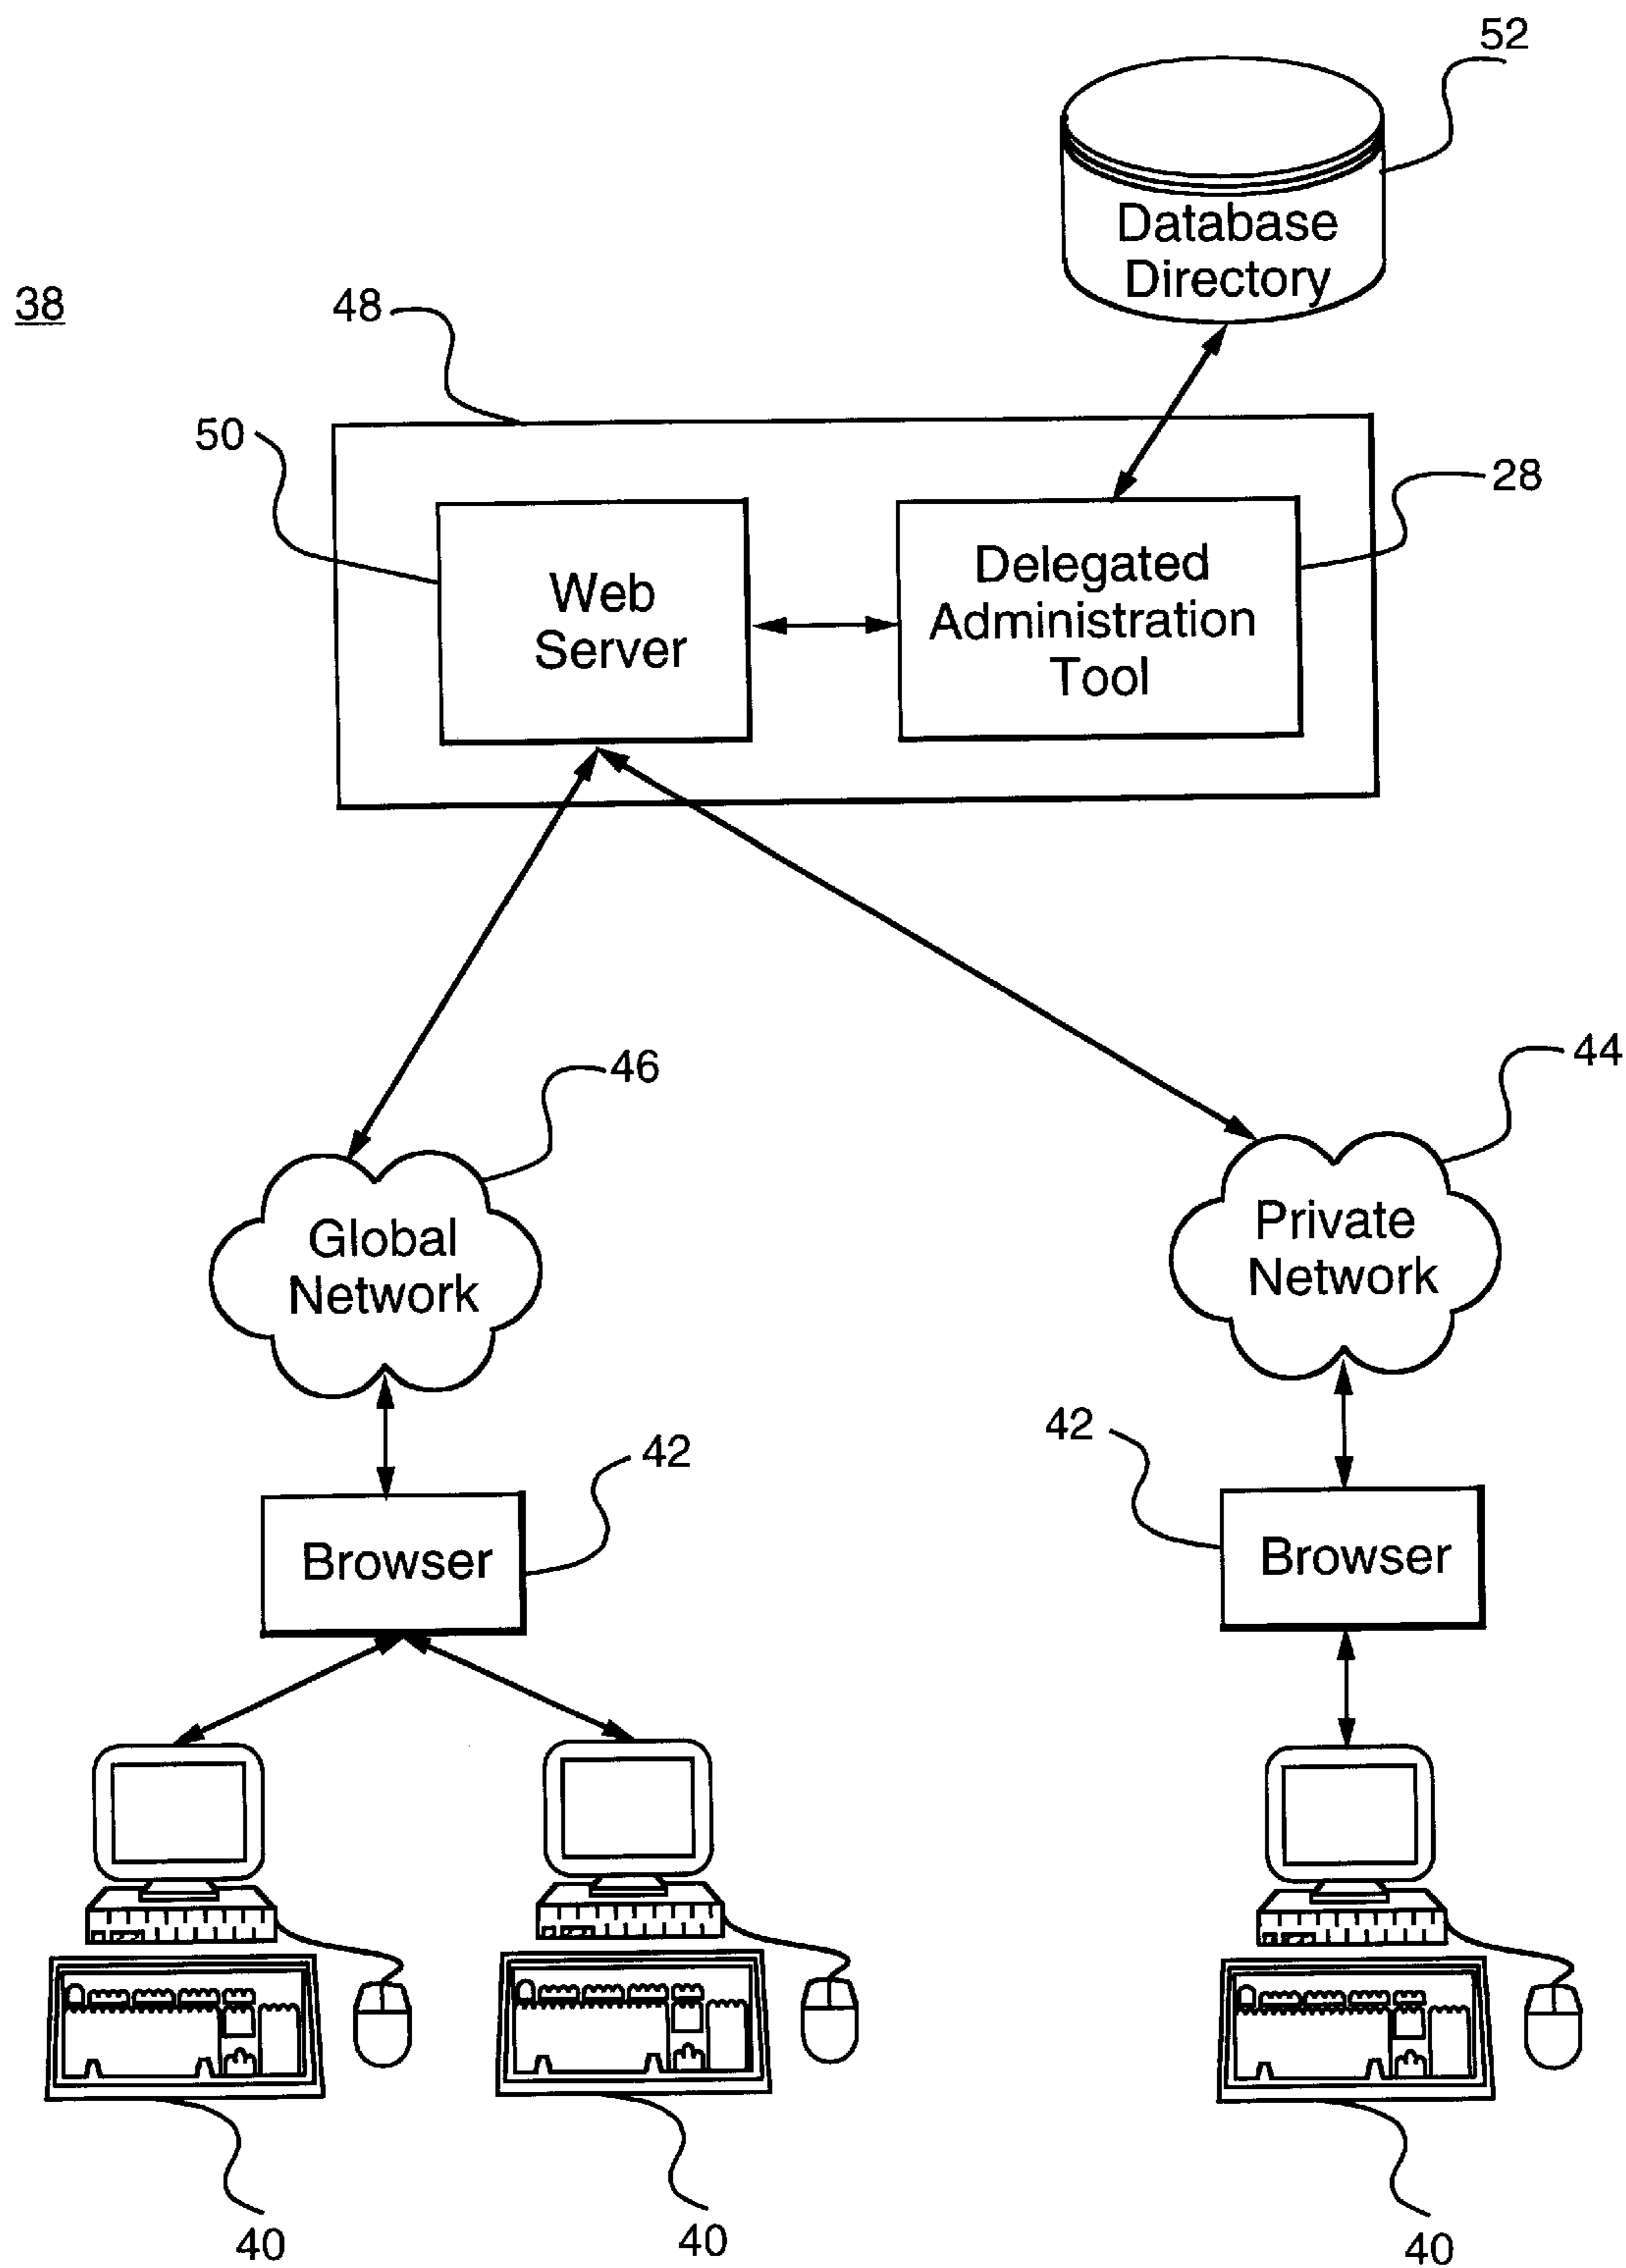 52
Database
Directory
38
48
50
28
Web
Server
Delegated
Administration
Tool
46
44
Global
Network
Private
Network
42
42
Browser
Browser
40
40
40